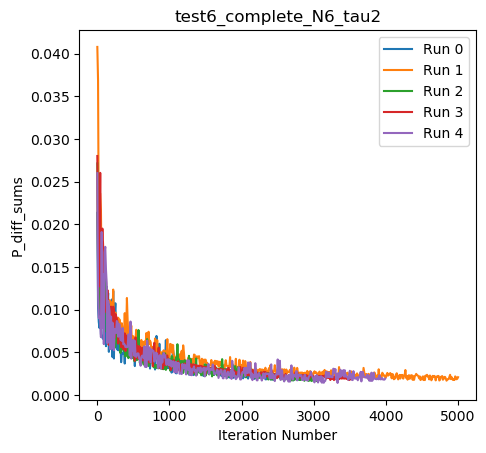 test6_complete_N6_tau2
P_diff_sums
0.040
0.035
0.030
0.025
0.020
0.015
0.010
0.005
0.000
Run 0
Run 1
Run 2
Run 3
Run 4
0 1000 2000 3000 4000 5000
Iteration Number